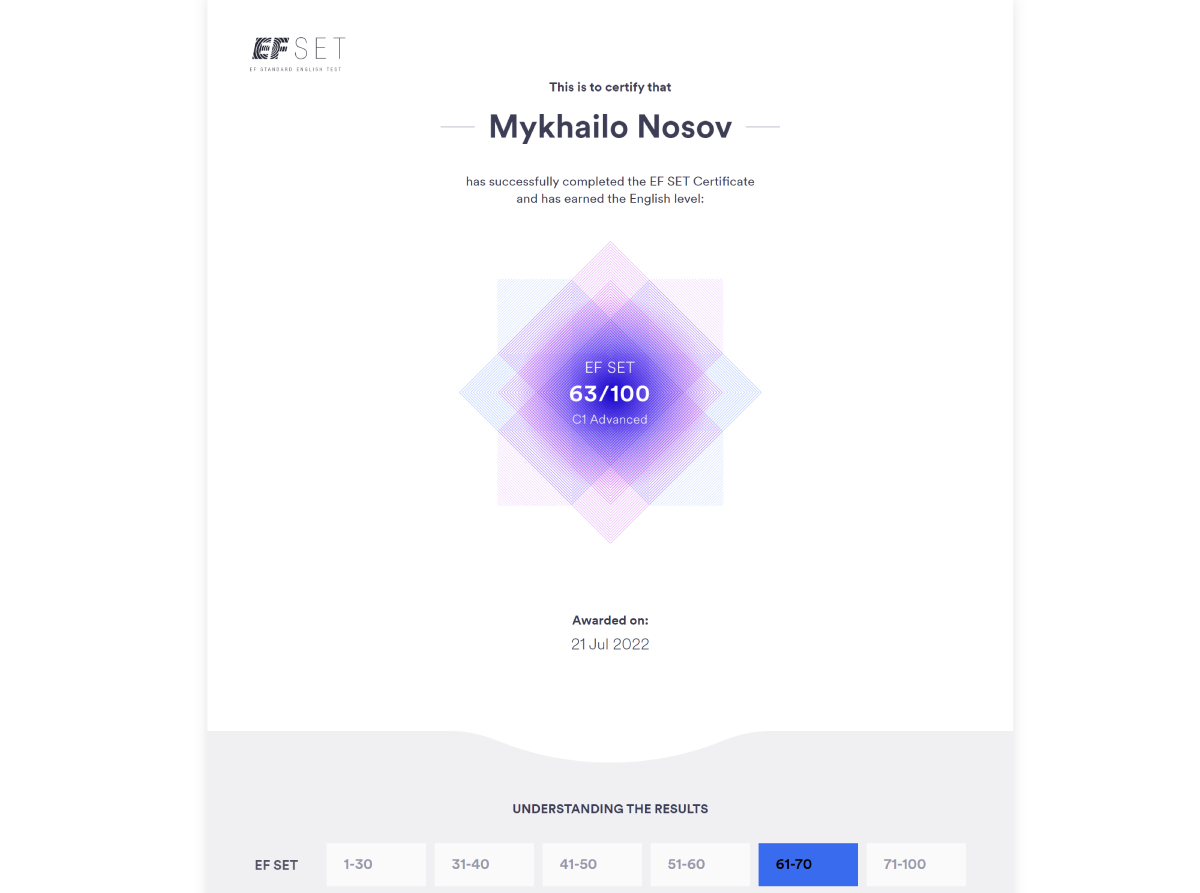 EF SET
EF STANDARD ENGLISH TEST
This is to certify that
Mykhailo Nosov
has successfully completed the EF SET Certificate
and has earned the English level:
EF SET
63/100
C1 Advanced
Awarded on:
21 Jul 2022
UNDERSTANDING THE RESULTS
EF SET 1-30 31-40 41-50 51-60 61-70 71-100